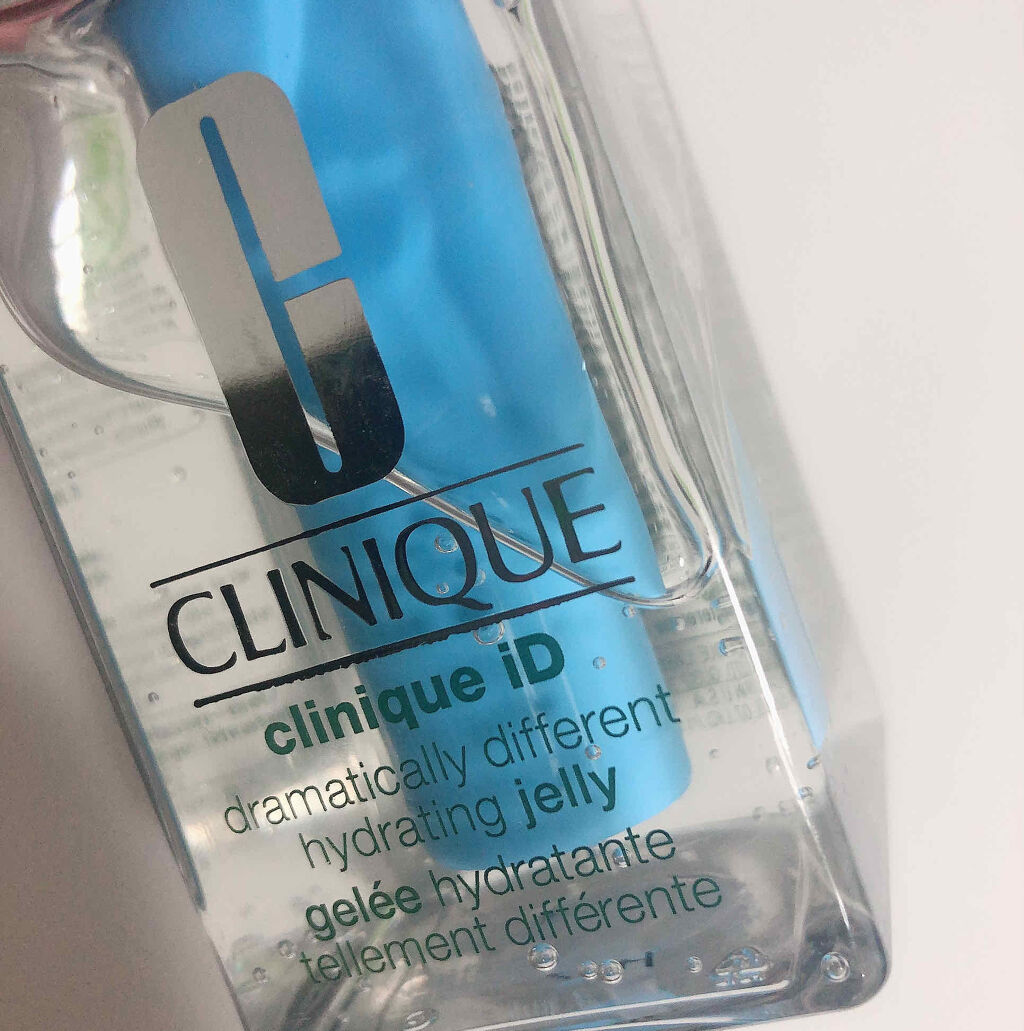 C
CLINIQUE
clinique iD
dramatically different
hydrating jelly
gelée hydratante
tellement différente